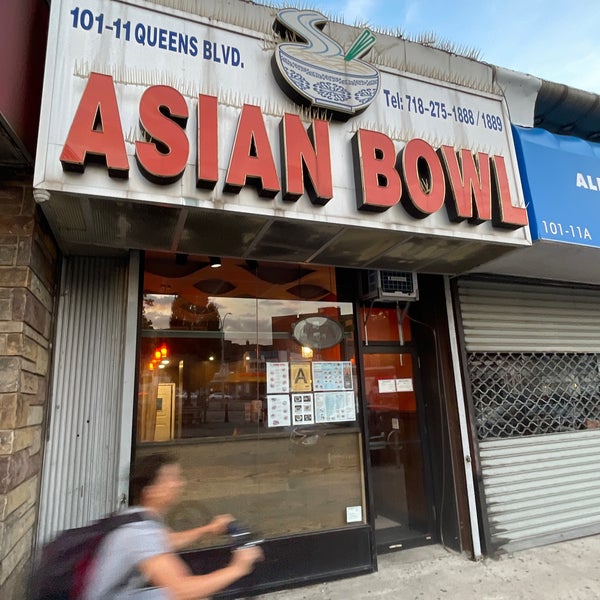 101-11 QUEENS BLVD.
Tel: 718-275-1888 / 1889
ASIAN BOWL
101-11A
A